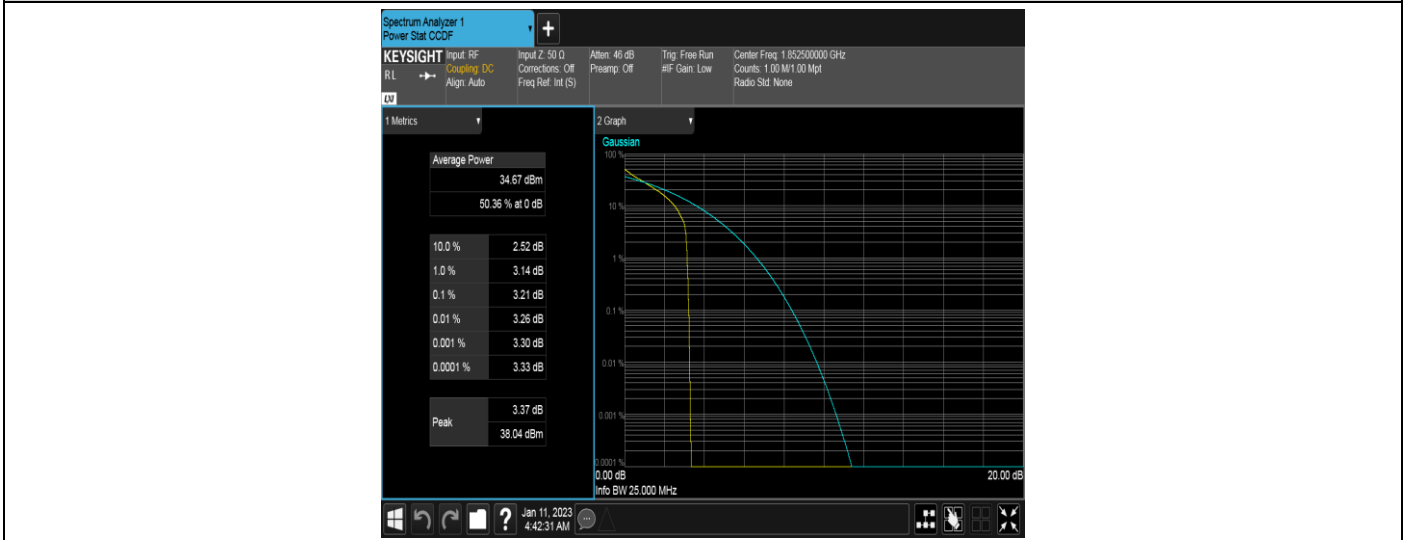 Spectrum Analyzer 1
Power Stat CCDF
+
KEYSIGHT
RL
LXI
Input: RF
Coupling: DC
Align: Auto
Input Z: 50 Ω
Corrections: Off
Freq Ref: Int (S)
Atten: 46 dB
Preamp: Off
Trig: Free Run
#IF Gain: Low
Center Freq: 1.852500000 GHz
Counts: 1.00 M/1.00 Mpt
Radio Std: None
1 Metrics
Average Power
34.67 dBm
50.36 % at 0 dB
10.0 % 2.52 dB
1.0 % 3.14 dB
0.1 % 3.21 dB
0.01 % 3.26 dB
0.001 % 3.30 dB
0.0001 % 3.33 dB
Peak
3.37 dB
38.04 dBm
2 Graph
Gaussian
100 %
10 %
1 %
0.1 %
0.01 %
0.001 %
0.0001 %
0.00 dB
20.00 dB
Info BW 25.000 MHz
?
Jan 11, 2023
4:42:31 AM